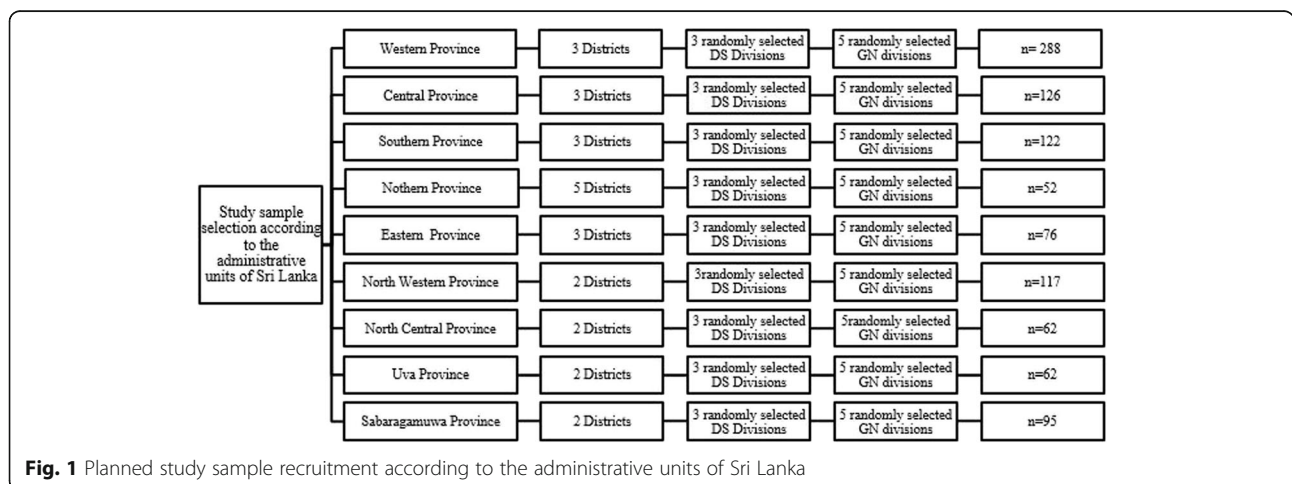 Study sample
selection according
to the
administrative
units of Sri Lanka
Western Province
3 Districts
3 randomly selected
DS Divisions
5 randomly selected
GN divisions
n= 288
Central Province
3 Districts
3 randomly selected
DS Divisions
5 randomly selected
GN divisions
n=126
Southern Province
3 Districts
3 randomly selected
DS Divisions
5 randomly selected
GN divisions
n=122
Nothern Province
5 Districts
3 randomly selected
DS Divisions
5 randomly selected
GN divisions
n=52
Eastern Province
3 Districts
3 randomly selected
DS Divisions
5 randomly selected
GN divisions
n=76
North Western Province
2 Districts
3randomly selected
DS Divisions
5 randomly selected
GN divisions
n=117
North Central Province
2 Districts
3 randomly selected
DS Divisions
5randomly selected
GN divisions
n=62
Uva Province
2 Districts
3 randomly selected
DS Divisions
5 randomly selected
GN divisions
n=62
Sabaragamuwa Province
2 Districts
3 randomly selected
DS Divisions
5 randomly selected
GN divisions
n=95
Fig. 1 Planned study sample recruitment according to the administrative units of Sri Lanka